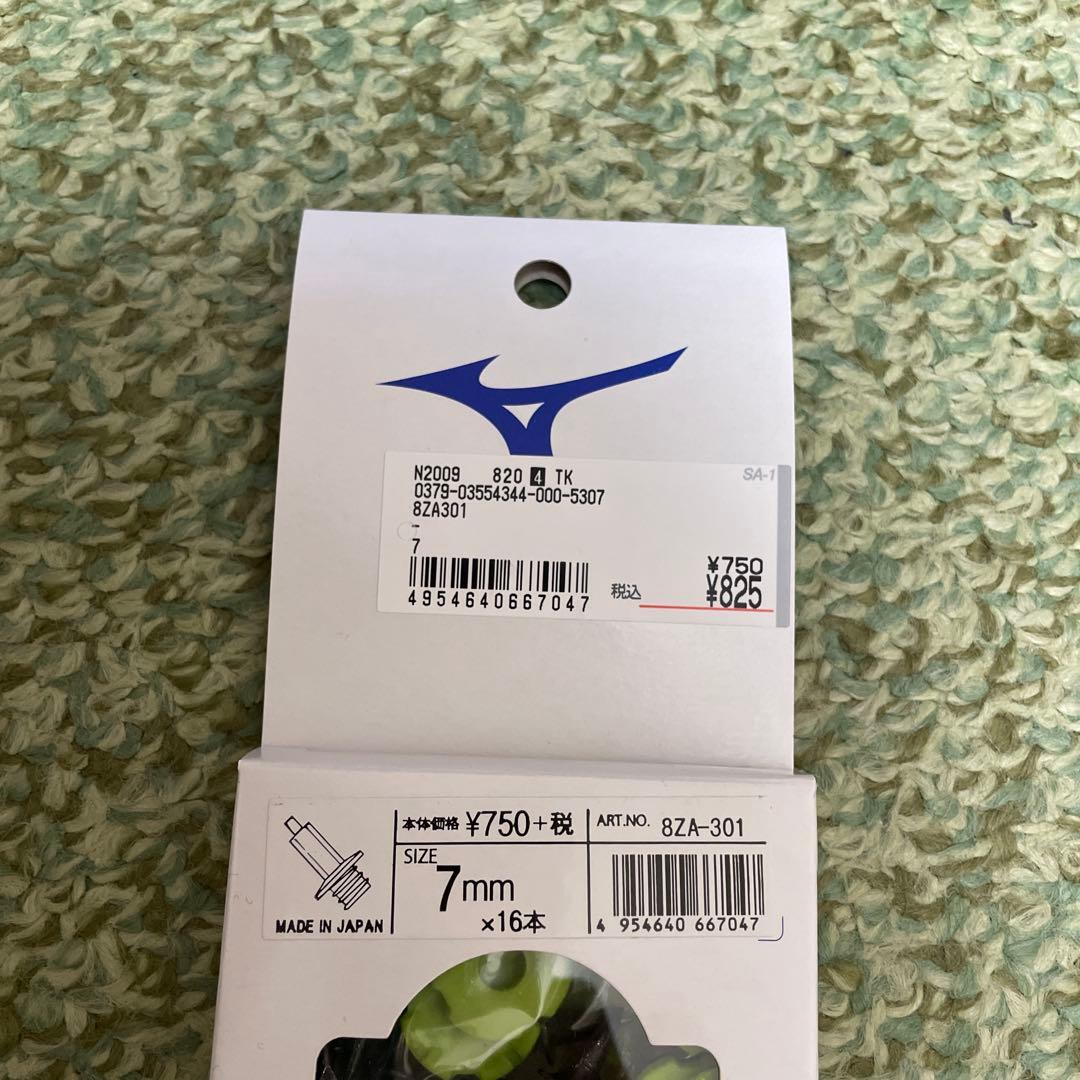 N2009 820 4 TK
SA-1
0379-03554344-000-5307
8ZA301
-
7
¥750
税込 ¥825
4954640667047
本体価格 ¥750+税
ART.NO. 8ZA-301
SIZE
7mm
×16本
MADE IN JAPAN
4 954640 667047